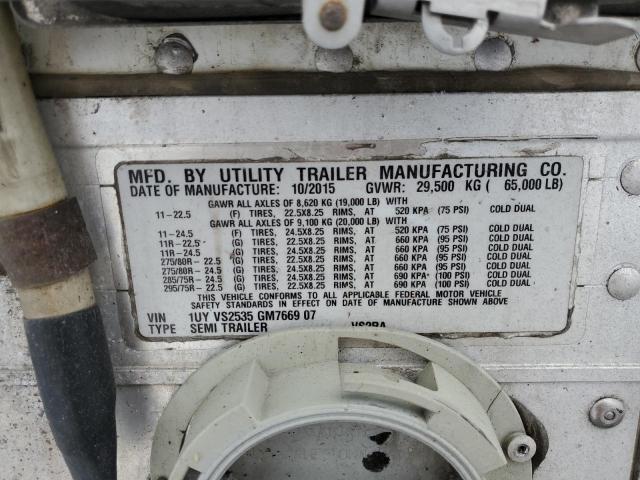 MFD. BY UTILITY TRAILER MANUFACTURING CO.
DATE OF MANUFACTURE: 10/2015 GVWR: 29,500 KG ( 65,000 LB)
GAWR ALL AXLES OF 8,620 KG (19,000 LB) WITH
11-22.5 (F) TIRES, 22.5X8.25 RIMS, AT 520 KPA (75 PSI) COLD DUAL
GAWR ALL AXLES OF 9,100 KG (20,000 LB) WITH
11-24.5 (F) TIRES, 24.5X8.25 RIMS, AT 520 KPA (75 PSI) COLD DUAL
11R-22.5 (G) TIRES, 22.5X8.25 RIMS, AT 660 KPA (95 PSI) COLD DUAL
11R-24.5 (G) TIRES, 24.5X8.25 RIMS, AT 660 KPA (95 PSI) COLD DUAL
275/80R- 22.5 (G) TIRES, 22.5X8.25 RIMS, AT 660 KPA (95 PSI) COLD DUAL
275/80R- 24.5 (G) TIRES, 24.5X8.25 RIMS, AT 660 KPA (95 PSI) COLD DUAL
285/75R- 24.5 (G) TIRES, 24.5X8.25 RIMS, AT 690 KPA (100 PSI) COLD DUAL
295/75R- 22.5 (G) TIRES, 22.5X8.25 RIMS, AT 690 KPA (100 PSI) COLD DUAL
THIS VEHICLE CONFORMS TO ALL APPLICABLE FEDERAL MOTOR VEHICLE
SAFETY STANDARDS IN EFFECT ON DATE OF MANUFACTURE SHOWN ABOVE
VIN 1UY VS2535 GM7669 07
TYPE SEMI TRAILER VS2RA